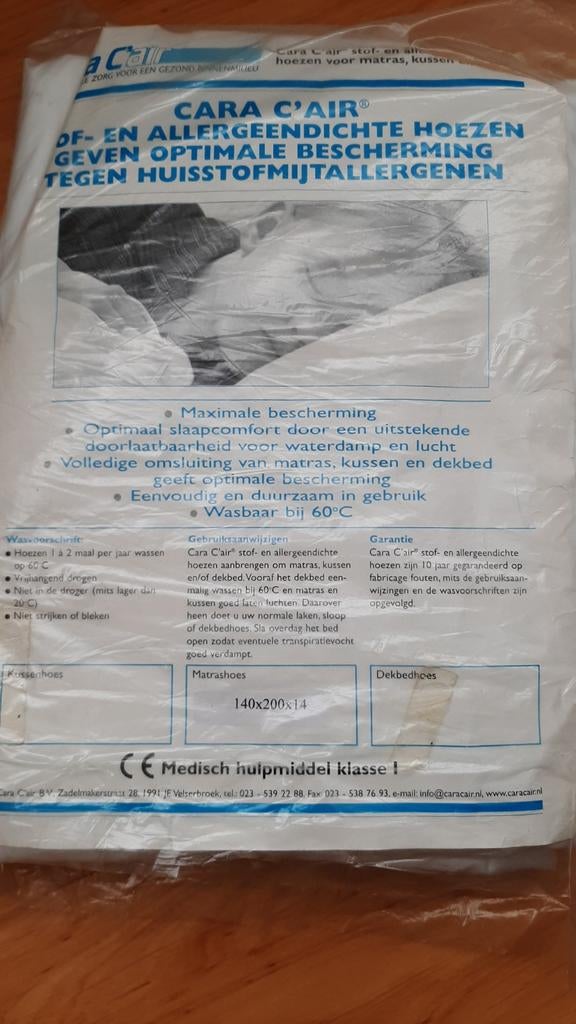 a C'air
E ZORG VOOR EEN GEZOND BINNENMILIEU
Cara C'air® stof- en all
hoezen voor matras, kussen
CARA C'AIR®
OF- EN ALLERGEENDICHTE HOEZEN
GEVEN OPTIMALE BESCHERMING
TEGEN HUISSTOFMIJTALLERGENEN
• Maximale bescherming
• Optimaal slaapcomfort door een uitstekende
doorlaatbaarheid voor waterdamp en lucht
• Volledige omsluiting van matras, kussen en dekbed
geeft optimale bescherming
• Eenvoudig en duurzaam in gebruik
• Wasbaar bij 60°C
Wasvoorschrift:
• Hoezen 1 à 2 maal per jaar wassen
op 60°C
• Vrijhangend drogen
• Niet in de droger (mits lager dan
20°C)
• Niet strijken of bleken
Gebruiksaanwijzigen
Cara C'air® stof- en allergeendichte
hoezen aanbrengen om matras, kussen
en/of dekbed. Vooraf het dekbed een-
malig wassen bij 60°C en matras en
kussen goed laten luchten. Daarover
heen doet u uw normale laken, sloop
of dekbedhoes. Sla overdag het bed
open zodat eventuele transpiratievocht
goed verdampt.
Garantie
Cara C'air® stof- en allergeendichte
hoezen zijn 10 jaar gegarandeerd op
fabricage fouten, mits de gebruiksaan-
wijzingen en de wasvoorschriften zijn
opgevolgd.
Kussenhoes
Matrashoes
140x200x14
Dekbedhoes
CE Medisch hulpmiddel klasse I
Cara C'air B.V. Zadelmakerstraat 28, 1991 JE Velserbroek, tel.: 023 - 539 22 88, Fax: 023 - 538 76 93, e-mail: info@caracair.nl, www.caracair.nl